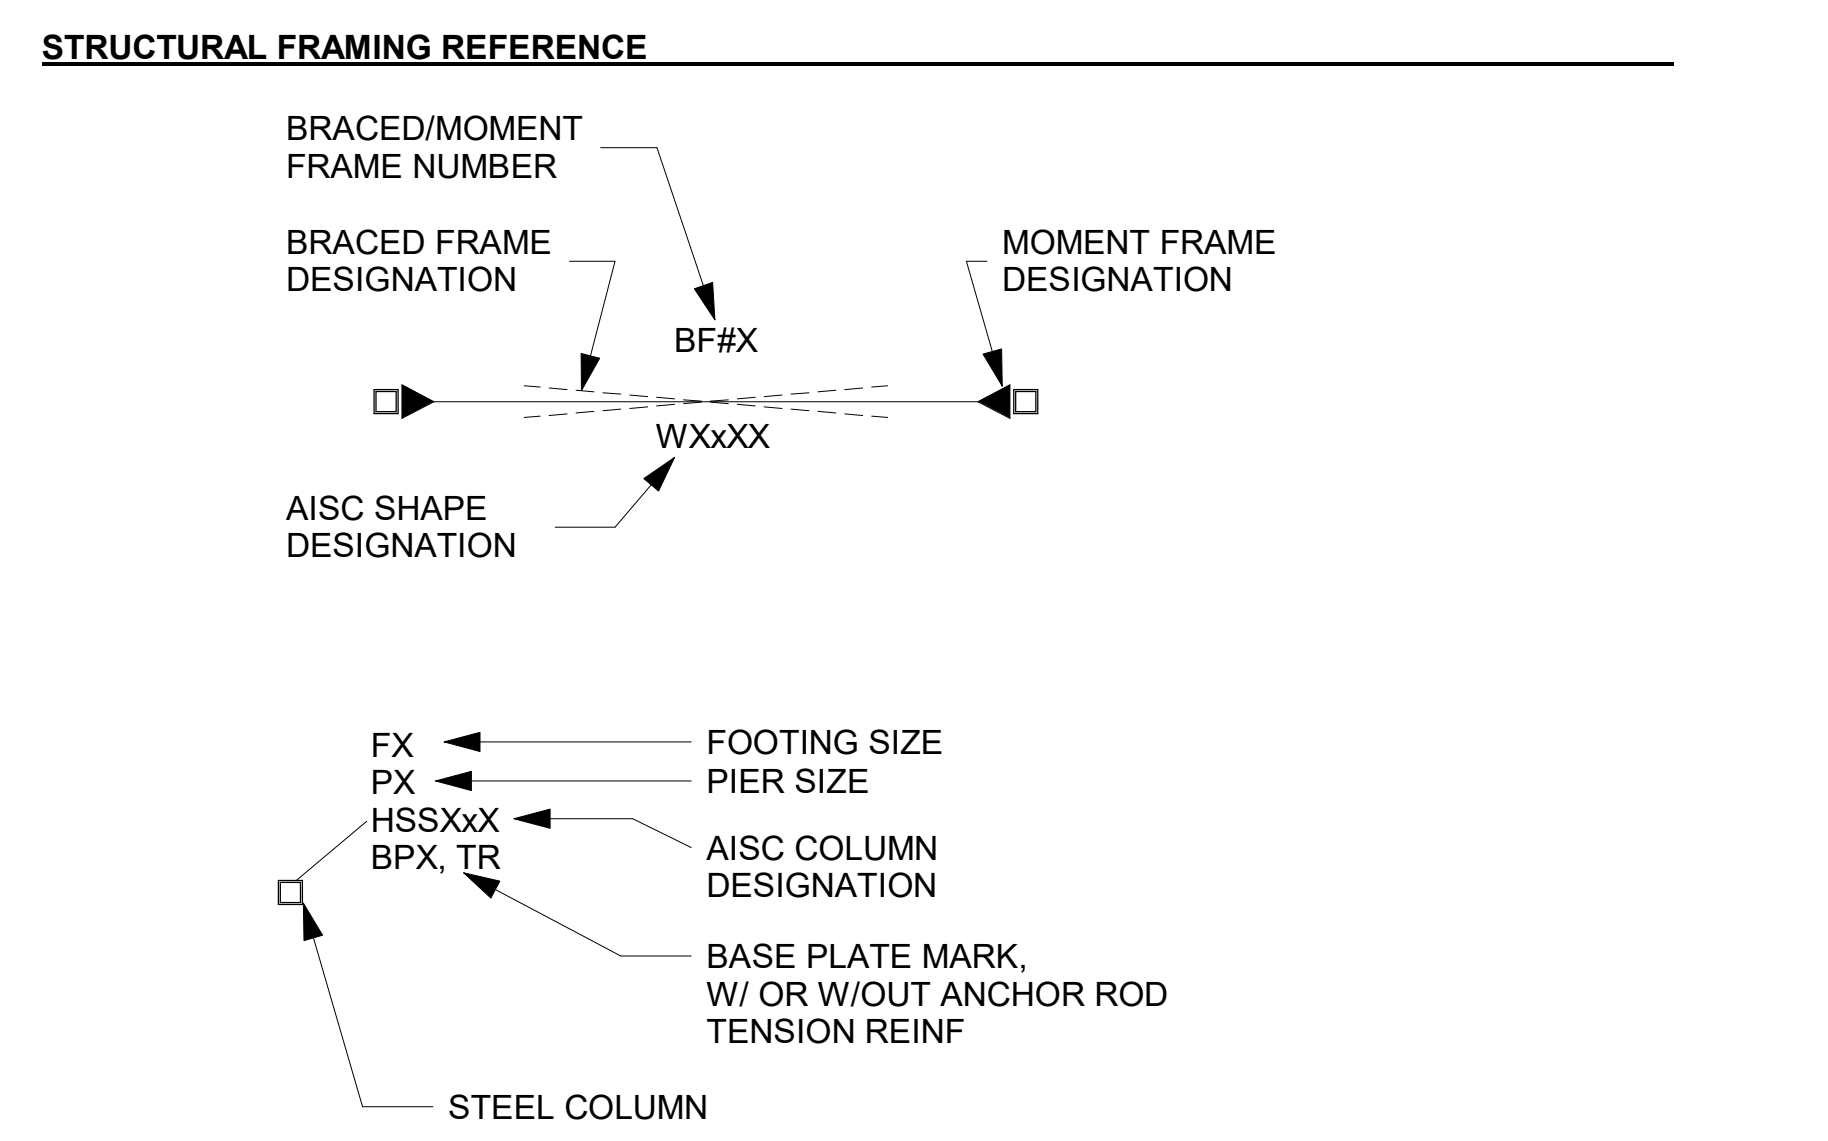 STRUCTURAL FRAMING REFERENCE
BRACED/MOMENT
FRAME NUMBER
BRACED FRAME
DESIGNATION
MOMENT FRAME
DESIGNATION
BF#X
WXxXX
AISC SHAPE
DESIGNATION
FX
PX
HSSXxX
BPX, TR
FOOTING SIZE
PIER SIZE
AISC COLUMN
DESIGNATION
BASE PLATE MARK,
W/ OR W/OUT ANCHOR ROD
TENSION REINF
STEEL COLUMN